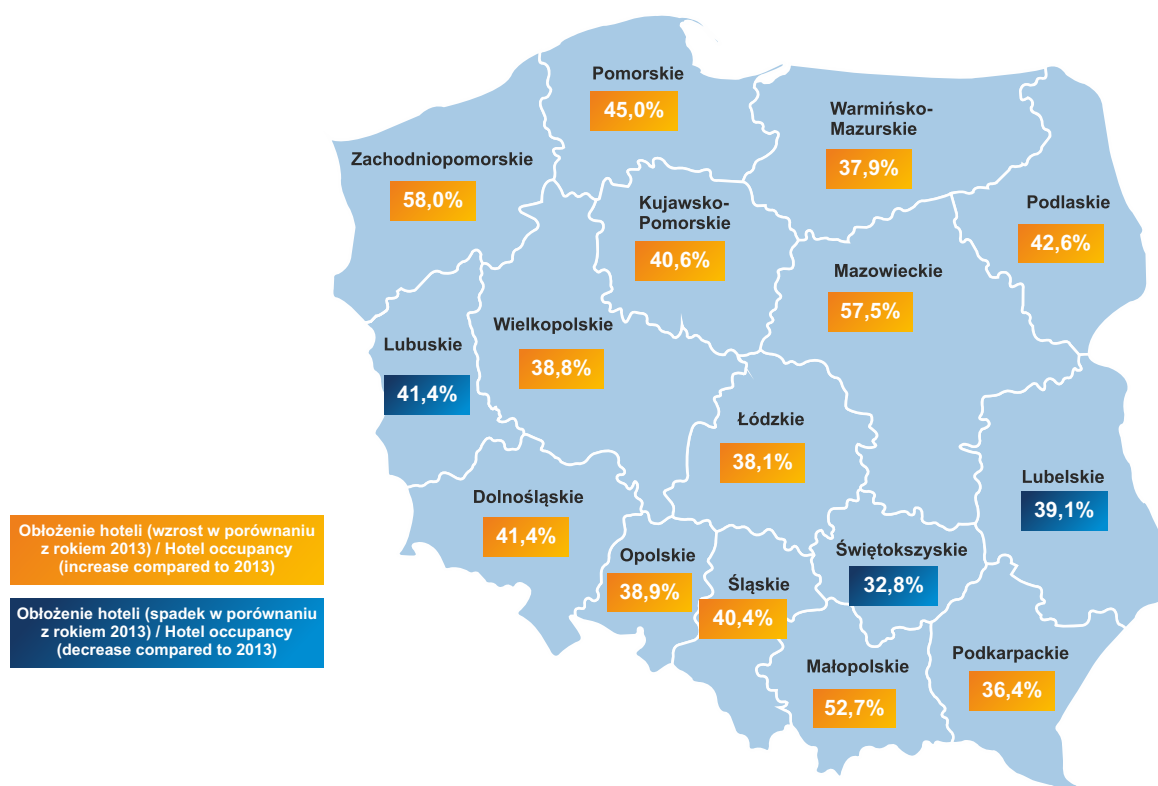 Pomorskie
45,0%
Warmińsko-
Mazurskie
37,9%
Zachodniopomorskie
58,0%
Kujawsko-
Pomorskie
40,6%
Podlaskie
42,6%
Mazowieckie
57,5%
Wielkopolskie
38,8%
Lubuskie
41,4%
Łódzkie
38,1%
Lubelskie
39,1%
Dolnośląskie
41,4%
Opolskie
38,9%
Śląskie
40,4%
Świętokszyskie
32,8%
Małopolskie
52,7%
Podkarpackie
36,4%
Obłożenie hoteli (wzrost w porównaniu
z rokiem 2013) / Hotel occupancy
(increase compared to 2013)
Obłożenie hoteli (spadek w porównaniu
z rokiem 2013) / Hotel occupancy
(decrease compared to 2013)